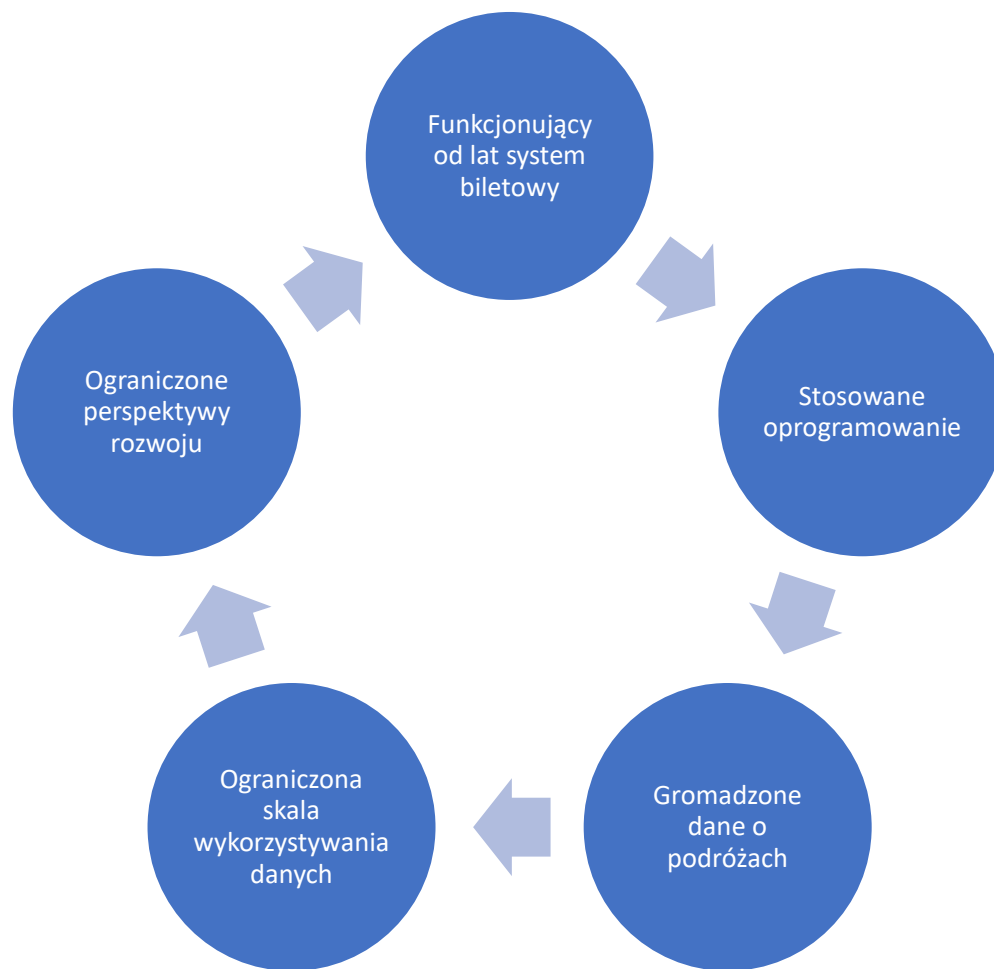 Funkcjonujący
od lat system
biletowy
Stosowane
oprogramowanie
Gromadzone
dane o
podróżach
Ograniczona
skala
wykorzystywania
danych
Ograniczone
perspektywy
rozwoju